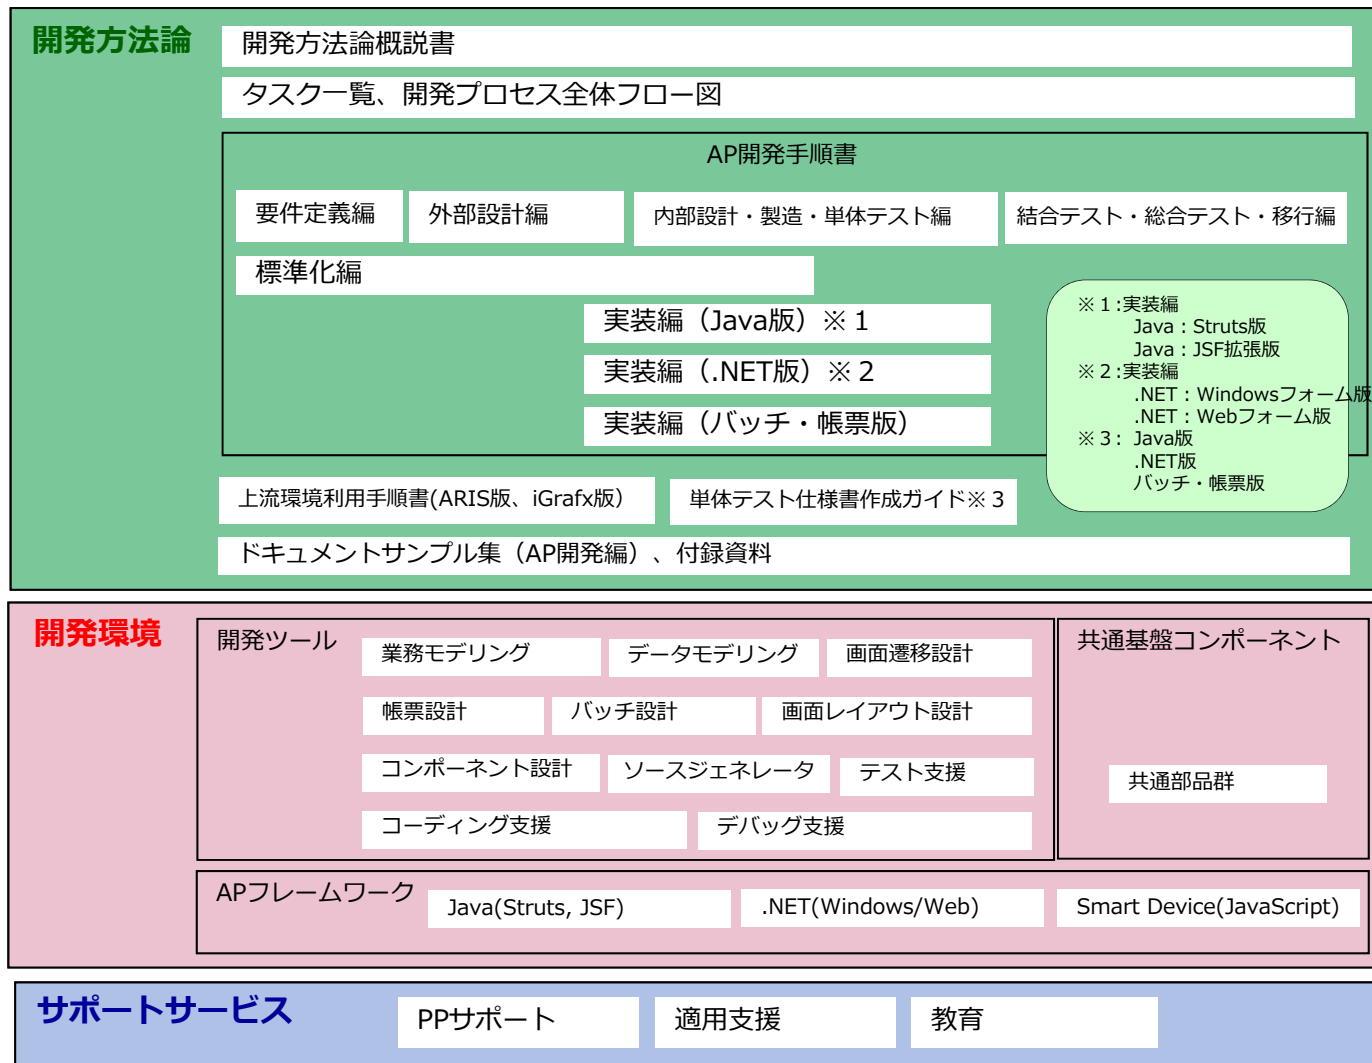 開発方法論
開発方法論概説書
タスク一覧、開発プロセス全体フロー図
AP開発手順書
要件定義編
外部設計編
内部設計・製造・単体テスト編
結合テスト・総合テスト・移行編
標準化編
実装編（Java版）※１
実装編（.NET版）※２
実装編（バッチ・帳票版）
※１:実装編
Java：Struts版
Java：JSF拡張版
※２:実装編
.NET：Windowsフォーム版
.NET：Webフォーム版
※３：Java版
.NET版
バッチ・帳票版
上流環境利用手順書(ARIS版、iGrafx版）
単体テスト仕様書作成ガイド※３
ドキュメントサンプル集（AP開発編）、付録資料
開発環境
開発ツール
業務モデリング
データモデリング
画面遷移設計
帳票設計
バッチ設計
画面レイアウト設計
コンポーネント設計
ソースジェネレータ
テスト支援
コーディング支援
デバッグ支援
共通基盤コンポーネント
共通部品群
APフレームワーク
Java(Struts, JSF)
.NET(Windows/Web)
Smart Device(JavaScript)
サポートサービス
PPサポート
適用支援
教育